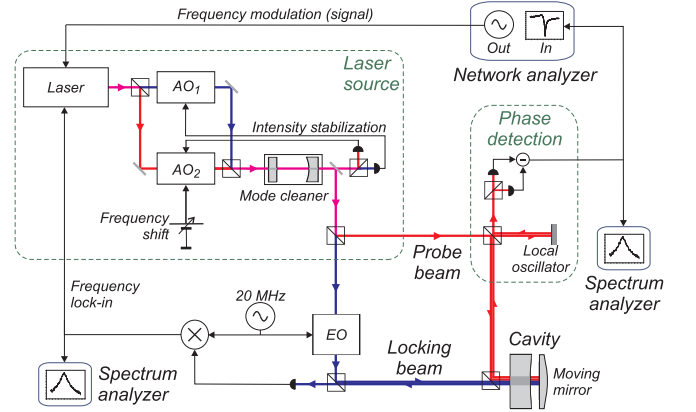 Frequency modulation (signal)
Out
In
Network analyzer
Laser
source
Laser
AO1
AO2
Intensity stabilization
Mode cleaner
Frequency
shift
Phase
detection
Probe
beam
Local
oscillator
Spectrum
analyzer
Frequency
lock-in
20 MHz
EO
Locking
beam
Cavity
Moving
mirror
Spectrum
analyzer